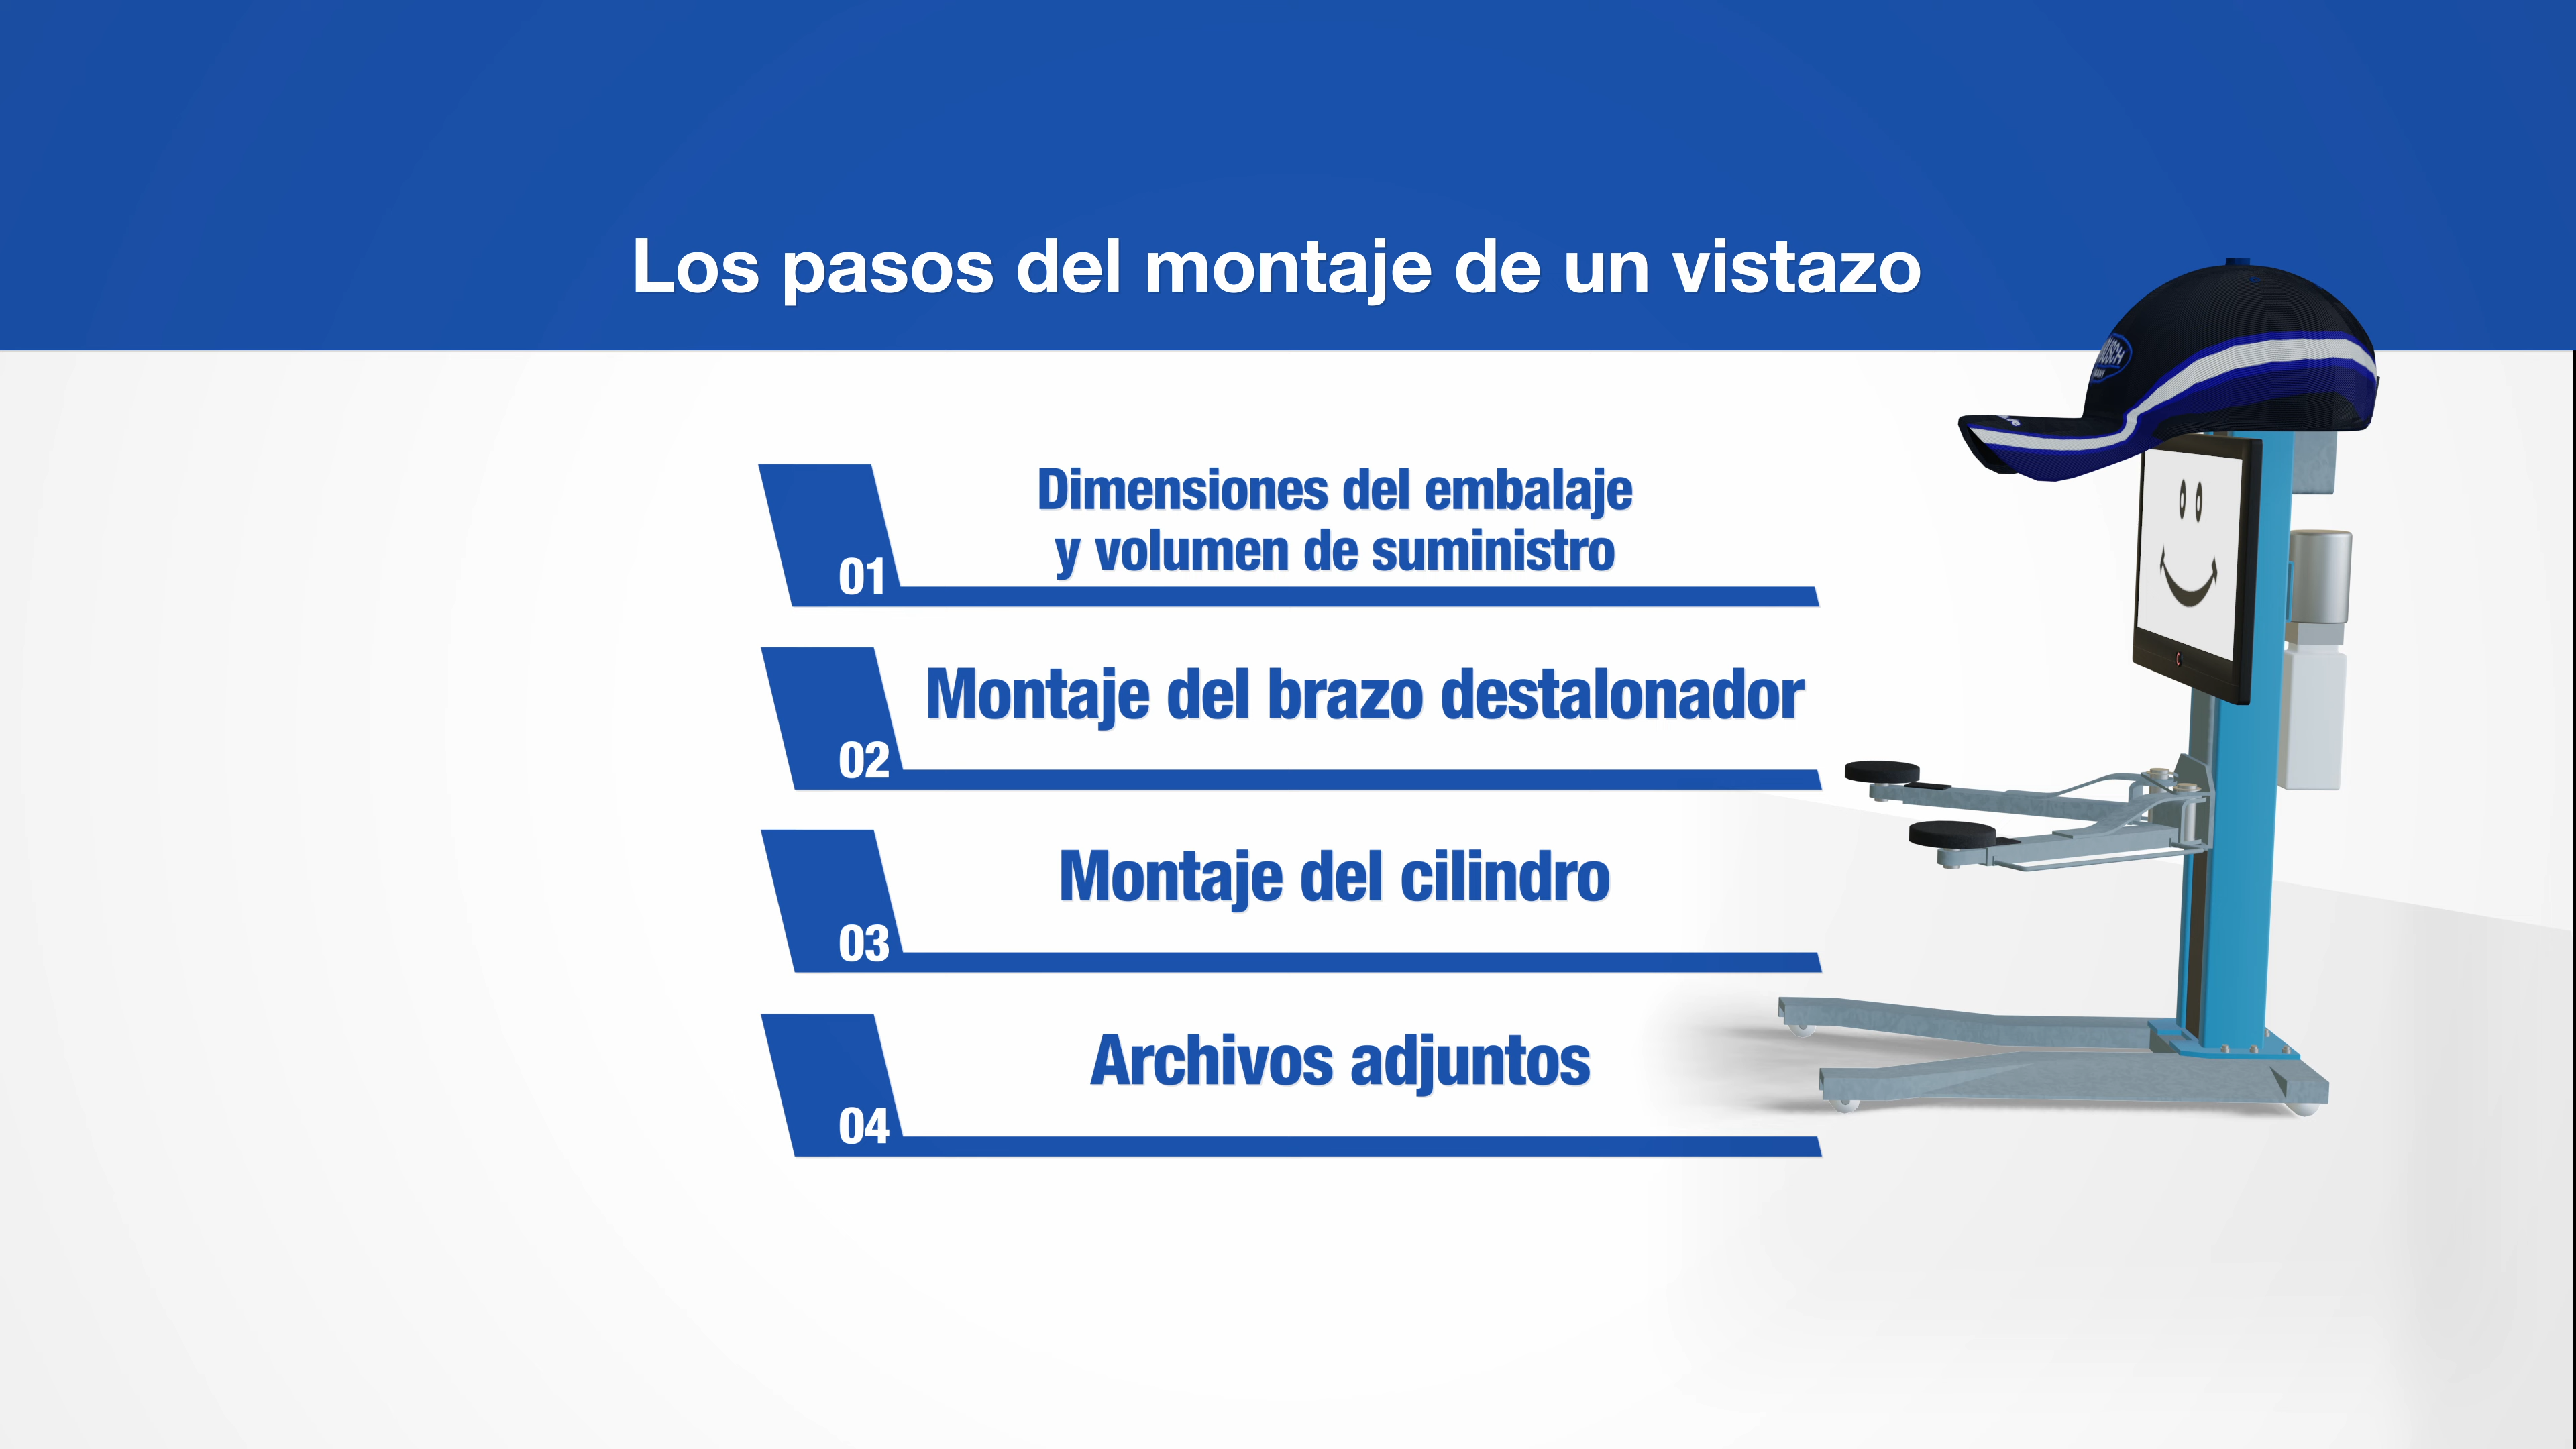 Los pasos del montaje de un vistazo
01
Dimensiones del embalaje
y volumen de suministro
02
Montaje del brazo destalonador
03
Montaje del cilindro
04
Archivos adjuntos